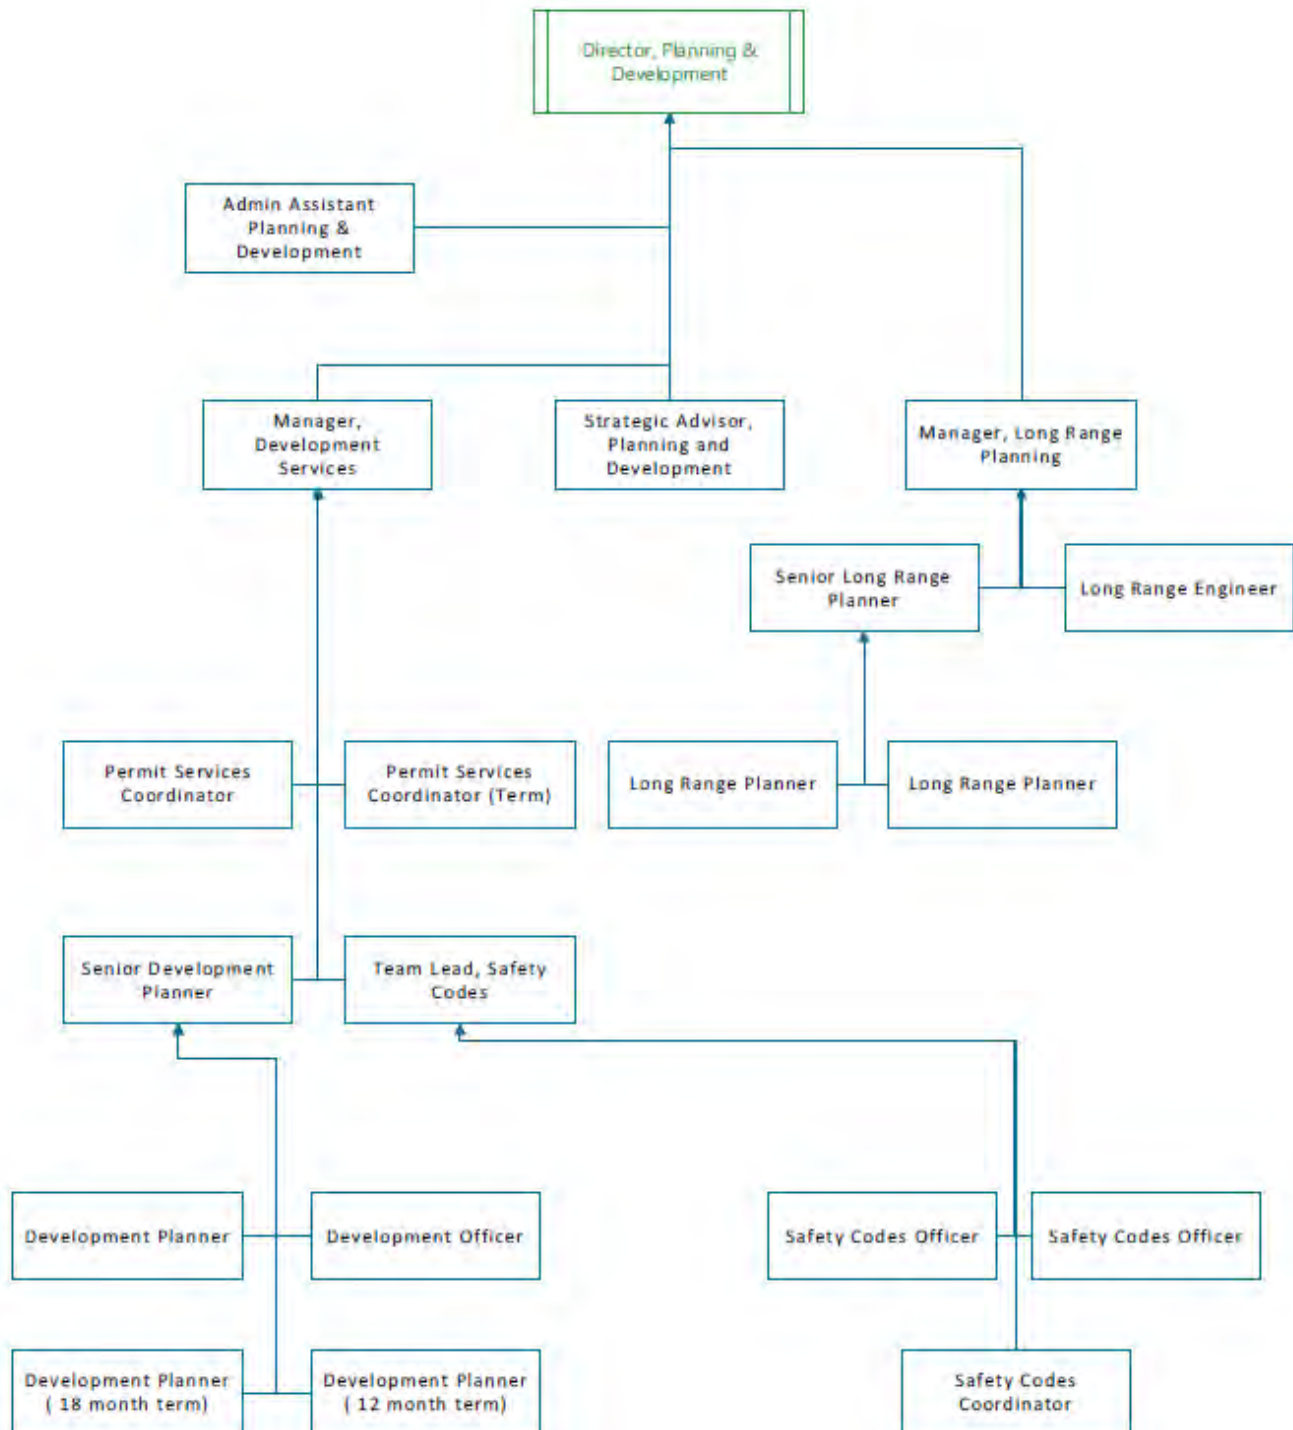 Director, Planning &
Development
Admin Assistant
Planning &
Development
Manager,
Development
Services
Strategic Advisor,
Planning and
Development
Manager, Long Range
Planning
Senior Long Range
Planner
Long Range Engineer
Permit Services
Coordinator
Permit Services
Coordinator (Term)
Long Range Planner
Long Range Planner
Senior Development
Planner
Team Lead, Safety
Codes
Development Planner
Development Officer
Safety Codes Officer
Safety Codes Officer
Development Planner
( 18 month term)
Development Planner
( 12 month term)
Safety Codes
Coordinator